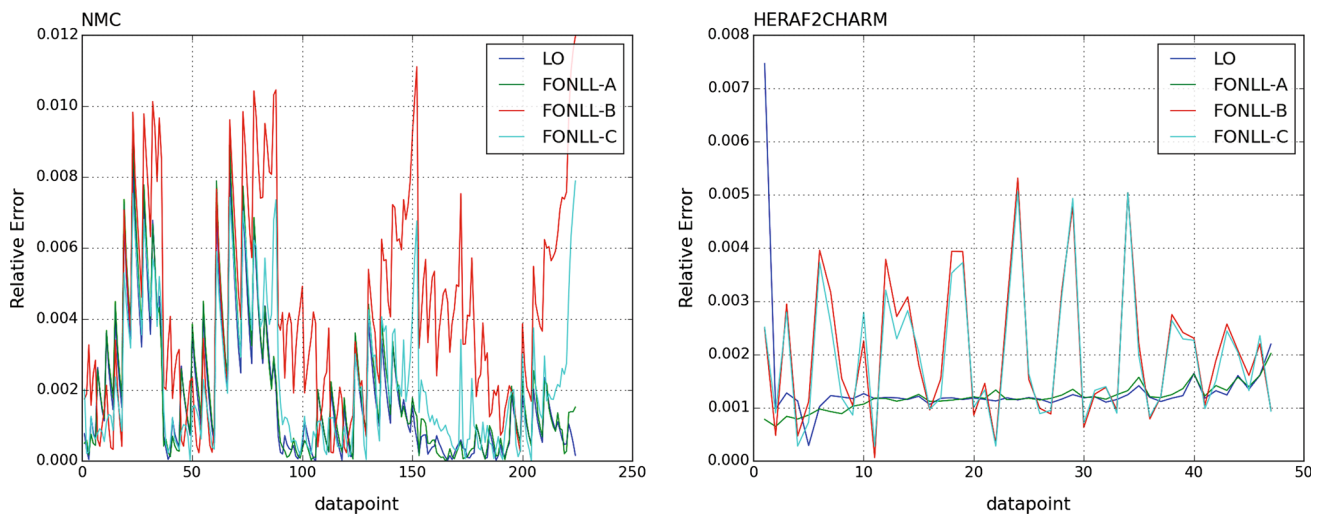 NMC
0.012
0.010
0.008
0.006
0.004
0.002
0.000
Relative Error
0
50
100
150
200
250
datapoint
LO
FONLL-A
FONLL-B
FONLL-C
HERAF2CHARM
0.008
0.007
0.006
0.005
0.004
0.003
0.002
0.001
0.000
Relative Error
0
10
20
30
40
50
datapoint
LO
FONLL-A
FONLL-B
FONLL-C